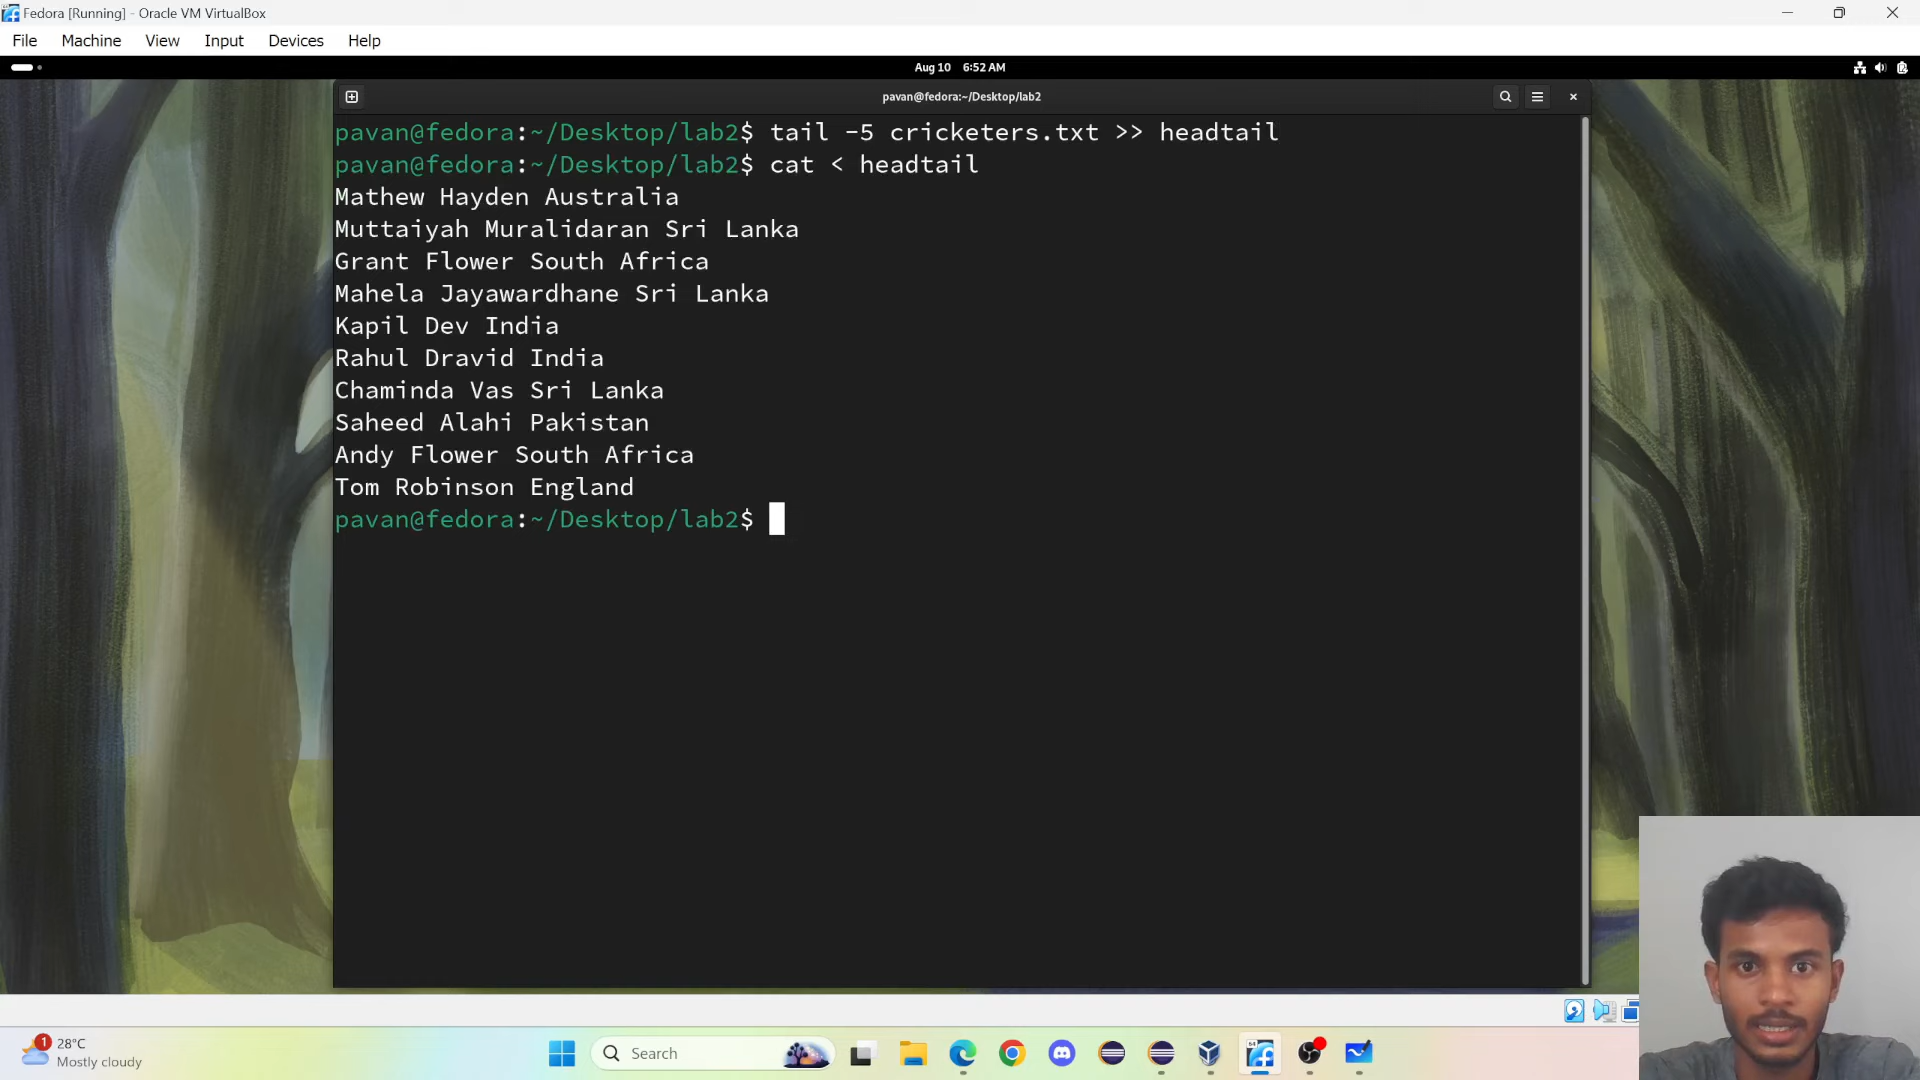 Fedora [Running] - Oracle VM VirtualBox
File Machine View Input Devices Help
Aug 10 6:52 AM
pavan@fedora:~/Desktop/lab2
pavan@fedora:~/Desktop/lab2$ tail -5 cricketers.txt >> headtail
pavan@fedora:~/Desktop/lab2$ cat < headtail
Mathew Hayden Australia
Muttaiyah Muralidaran Sri Lanka
Grant Flower South Africa
Mahela Jayawardhane Sri Lanka
Kapil Dev India
Rahul Dravid India
Chaminda Vas Sri Lanka
Saheed Alahi Pakistan
Andy Flower South Africa
Tom Robinson England
pavan@fedora:~/Desktop/lab2$
1
28°C
Mostly cloudy
Search
64